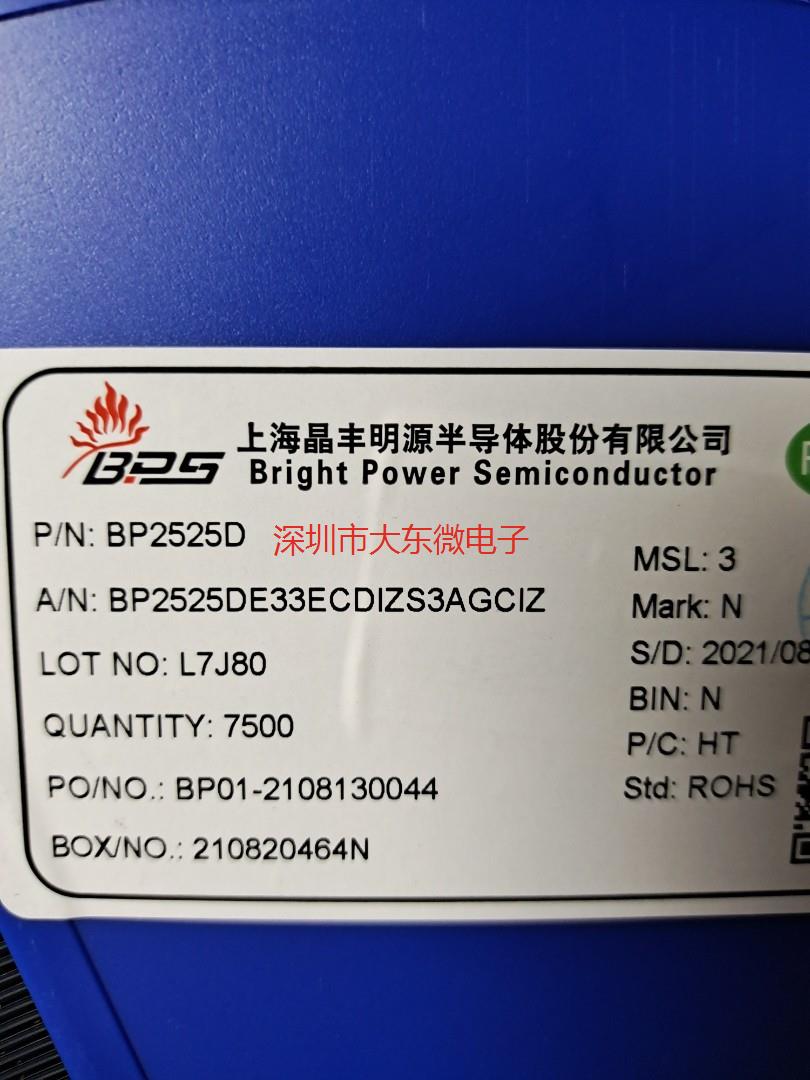 BPS
上海晶丰明源半导体股份有限公司
Bright Power Semiconductor
P/N: BP2525D
深圳市大东微电子
A/N: BP2525DE33ECDIZS3AGCIZ
LOT NO: L7J80
QUANTITY: 7500
PO/NO.: BP01-2108130044
BOX/NO.: 210820464N
MSL: 3
Mark: N
S/D: 2021/08
BIN: N
P/C: HT
Std: ROHS